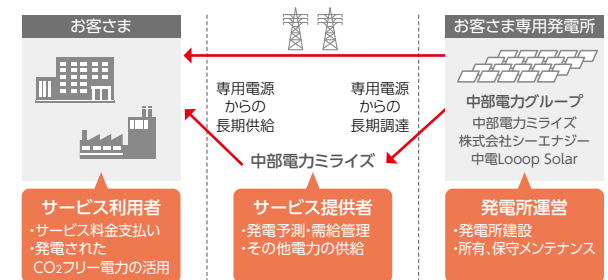 お客さま
お客さま専用発電所
専用電源
からの
長期供給
専用電源
からの
長期調達
中部電力グループ
中部電力ミライズ
株式会社シーエナジー
中電Looop Solar
中部電力ミライズ
サービス利用者
・サービス料金支払い
・発電された
CO₂フリー電力の活用
サービス提供者
・発電予測・需給管理
・その他電力の供給
発電所運営
・発電所建設
・所有、保守メンテナンス